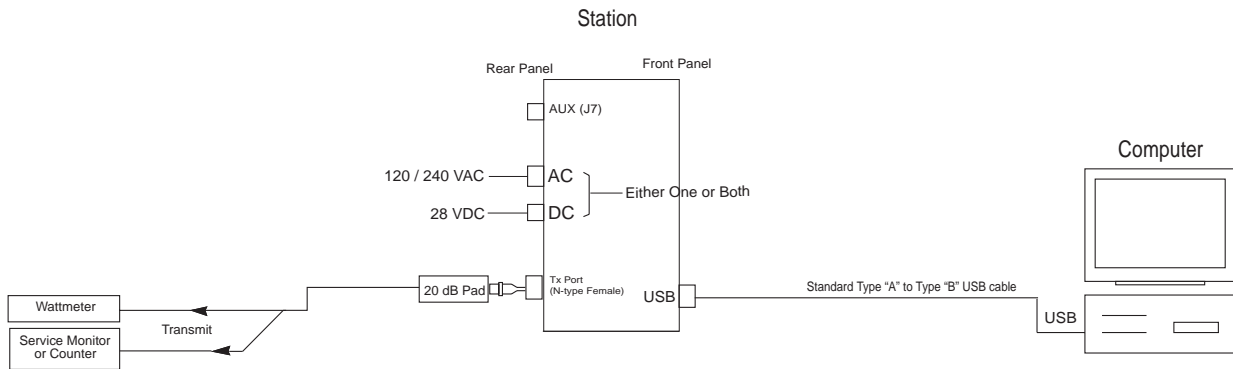 Station
Rear Panel
Front Panel
AUX (J7)
Computer
120 / 240 VAC
AC
Either One or Both
28 VDC
DC
20 dB Pad
Tx Port
(N-type Female)
USB
Standard Type “A” to Type “B” USB cable
USB
Wattmeter
Transmit
Service Monitor
or Counter